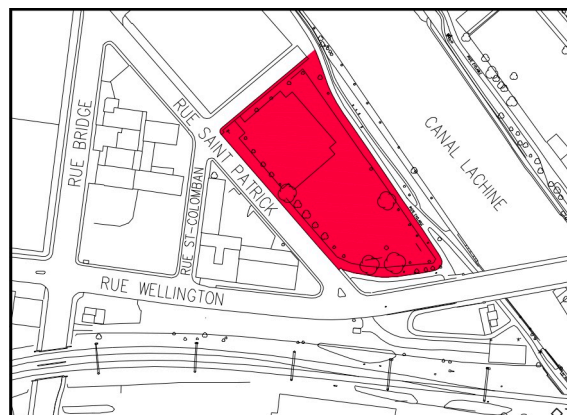 RUE BRIDGE
RUE SAINT PATRICK
RUE ST-COLOMBAN
CANAL LACHINE
RUE WELLINGTON